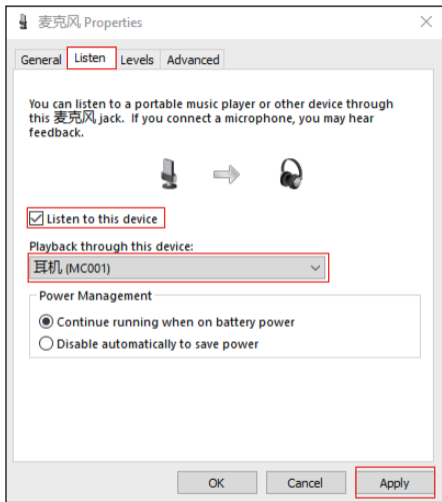 麦克风 Properties
General Listen Levels Advanced
You can listen to a portable music player or other device through
this 麦克风 jack. If you connect a microphone, you may hear
feedback.
Listen to this device
Playback through this device:
耳机 (MC001)
Power Management
Continue running when on battery power
Disable automatically to save power
OK Cancel Apply